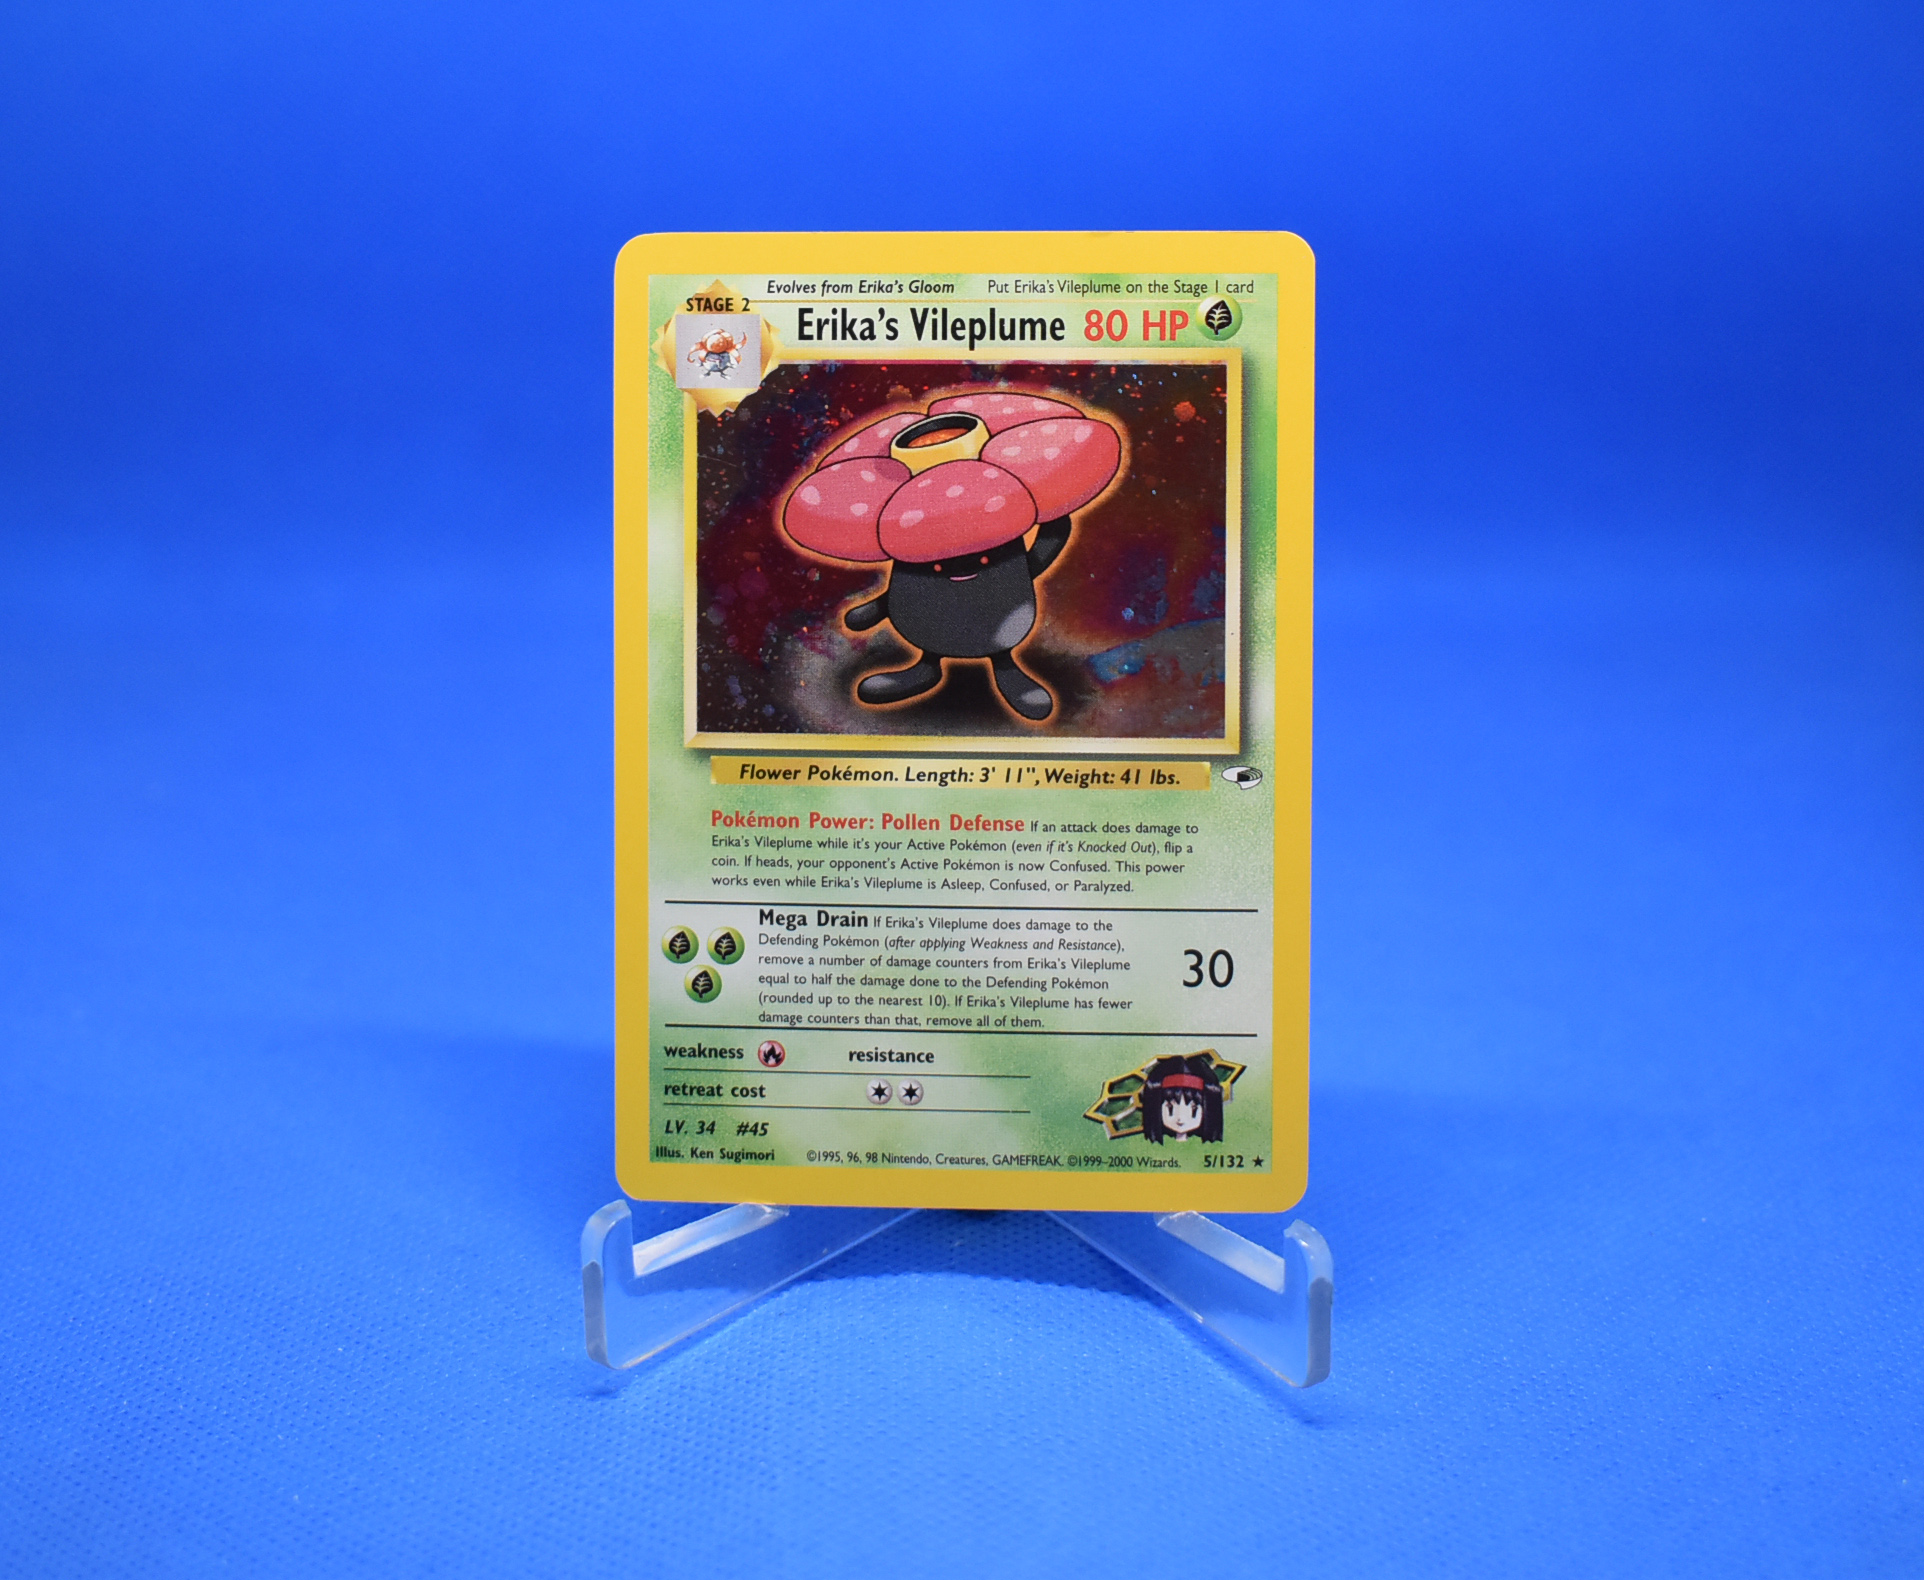 Evolves from Erika's Gloom Put Erika's Vileplume on the Stage 1 card
STAGE 2
Erika's Vileplume 80 HP
Flower Pokémon. Length: 3' 11", Weight: 41 lbs.
Pokémon Power: Pollen Defense If an attack does damage to
Erika's Vileplume while it's your Active Pokémon (even if it's Knocked Out), flip a
coin. If heads, your opponent's Active Pokémon is now Confused. This power
works even while Erika's Vileplume is Asleep, Confused, or Paralyzed.
Mega Drain If Erika's Vileplume does damage to the
Defending Pokémon (after applying Weakness and Resistance),
remove a number of damage counters from Erika's Vileplume
equal to half the damage done to the Defending Pokémon
(rounded up to the nearest 10). If Erika's Vileplume has fewer
damage counters than that, remove all of them.
30
weakness resistance
retreat cost
LV. 34 #45
Illus. Ken Sugimori ©1995, 96, 98 Nintendo, Creatures, GAMEFREAK. ©1999-2000 Wizards. 5/132 ★